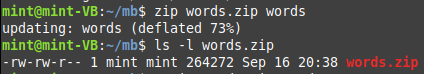 mint@mint-VB:~/mb$ zip words.zip words
updating: words (deflated 73%)
mint@mint-VB:~/mb$ ls -l words.zip
-rw-rw-r-- 1 mint mint 264272 Sep 16 20:38 words.zip